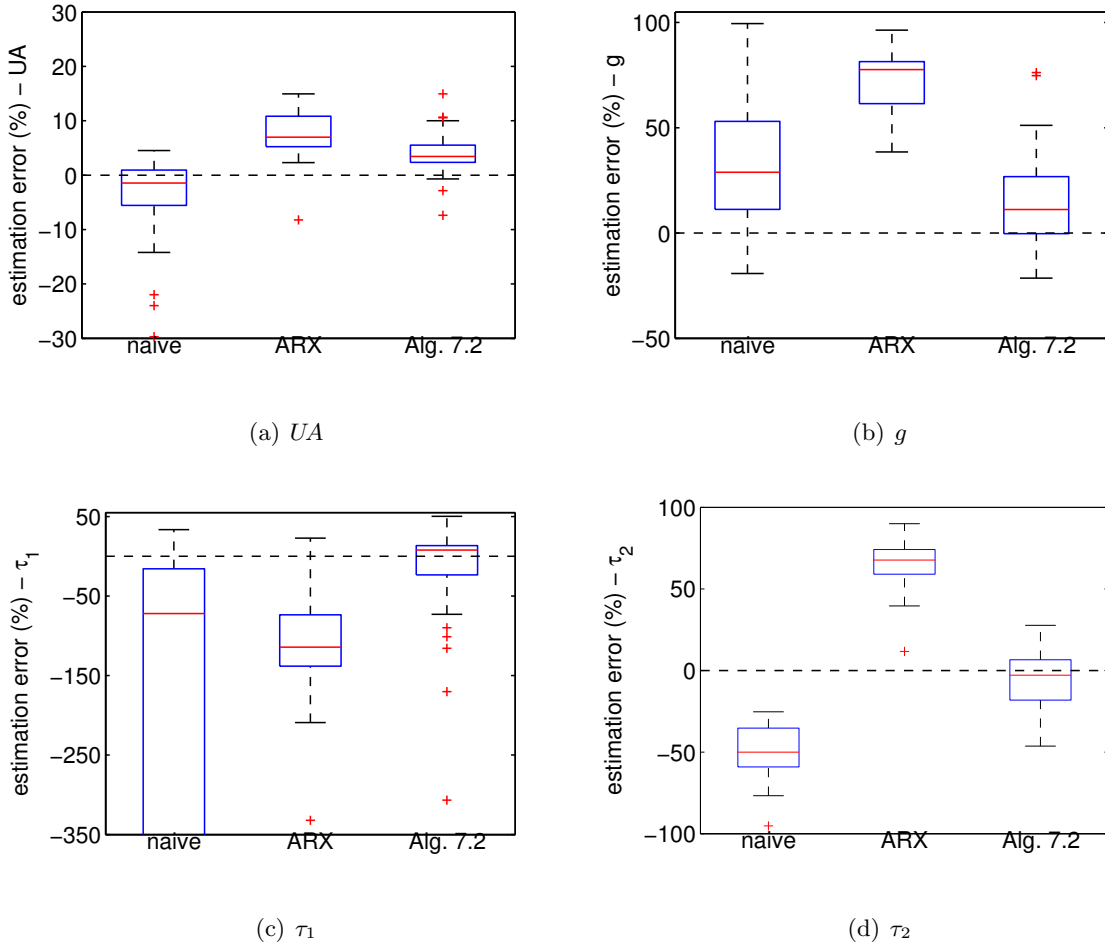 30
20
10
0
−10
−20
−30
estimation error (%) − UA
naive
ARX
Alg. 7.2
(a) UA
100
50
0
−50
estimation error (%) − g
naive
ARX
Alg. 7.2
(b) g
50
−50
−150
−250
−350
estimation error (%) − τ1
naive
ARX
Alg. 7.2
(c) τ1
100
50
0
−50
−100
estimation error (%) − τ2
naive
ARX
Alg. 7.2
(d) τ2